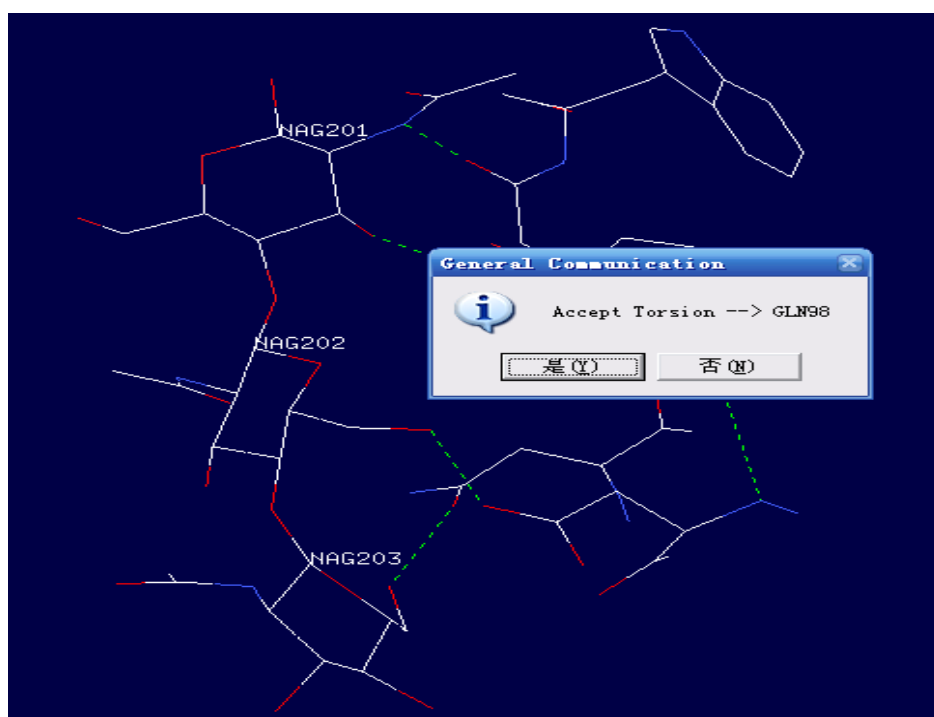 NAG201
General Communication
Accept Torsion --> GLN98
是(Y) 否(N)
NAG202
NAG203